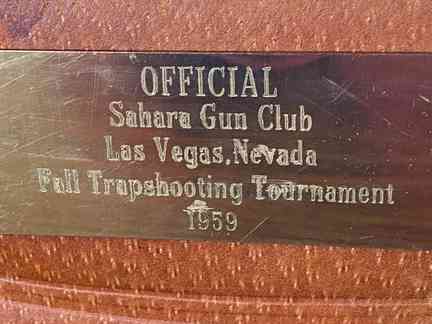 OFFICIAL
Sahara Gun Club
Las Vegas, Nevada
Fall Trapshooting Tournament
1959